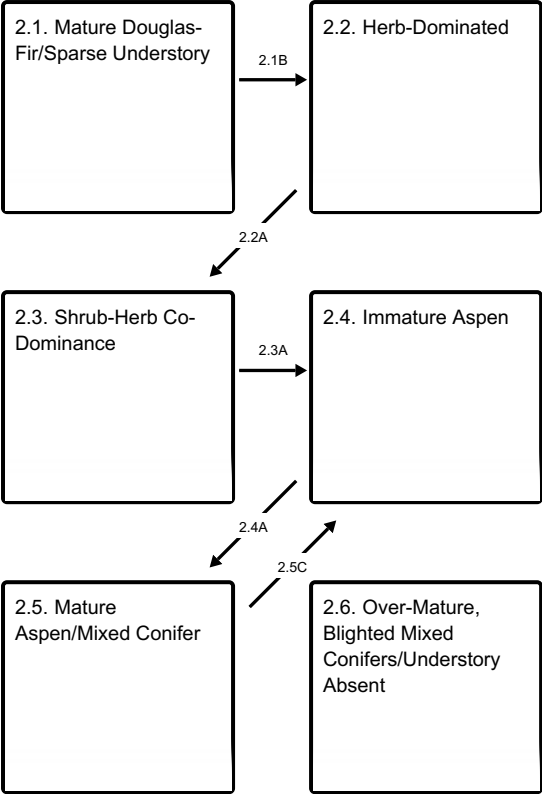 2.1. Mature Douglas-
Fir/Sparse Understory
2.1B
2.2. Herb-Dominated
2.2A
2.3. Shrub-Herb Co-
Dominance
2.3A
2.4. Immature Aspen
2.4A
2.5C
2.5. Mature
Aspen/Mixed Conifer
2.6. Over-Mature,
Blighted Mixed
Conifers/Understory
Absent